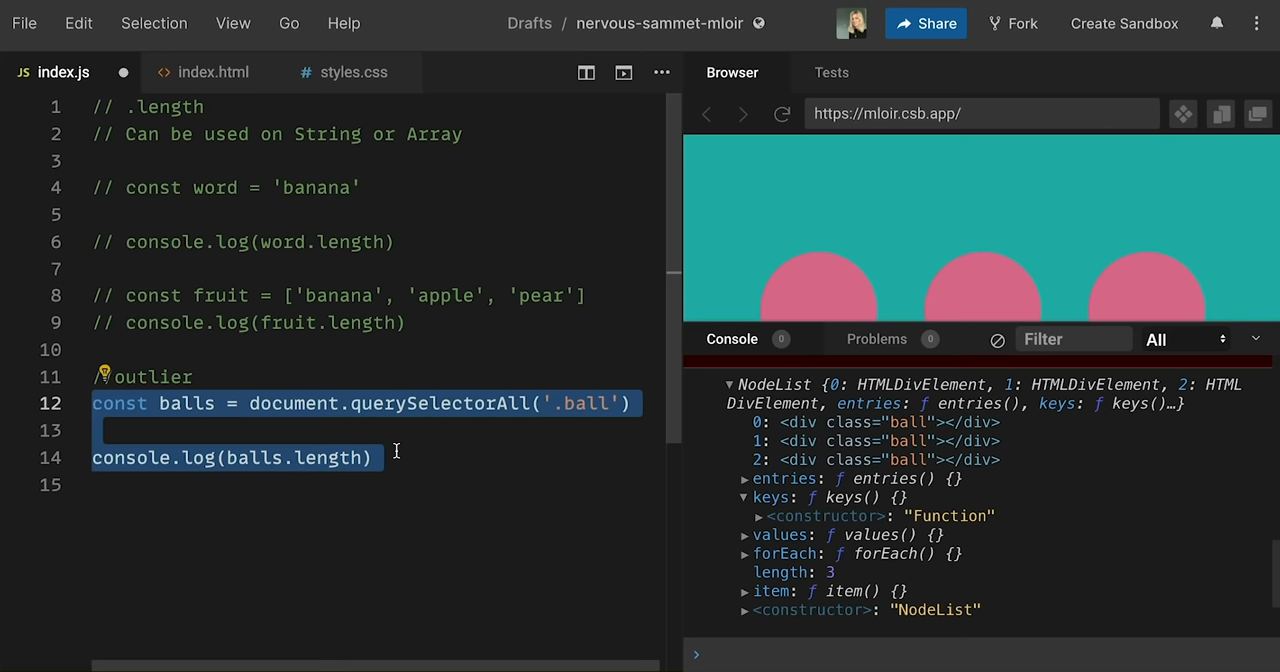 File Edit Selection View Go Help Drafts / nervous-sammet-mloir Share Fork Create Sandbox
JS index.js <> index.html # styles.css ••• Browser Tests
https://mloir.csb.app/
1 // .length
2 // Can be used on String or Array
3
4 // const word = 'banana'
5
6 // console.log(word.length)
7
8 // const fruit = ['banana', 'apple', 'pear']
9 // console.log(fruit.length)
10
11 /outlier
12 const balls = document.querySelectorAll('.ball')
13
14 console.log(balls.length)
15
Console 0 Problems 0 Filter All
▼NodeList {0: HTMLDivElement, 1: HTMLDivElement, 2: HTML
DivElement, entries: ƒ entries(), keys: ƒ keys()…}
0: <div class="ball"></div>
1: <div class="ball"></div>
2: <div class="ball"></div>
▶entries: ƒ entries() {}
▼keys: ƒ keys() {}
▶<constructor>: "Function"
▶values: ƒ values() {}
▶forEach: ƒ forEach() {}
length: 3
▶item: ƒ item() {}
▶<constructor>: "NodeList"
›